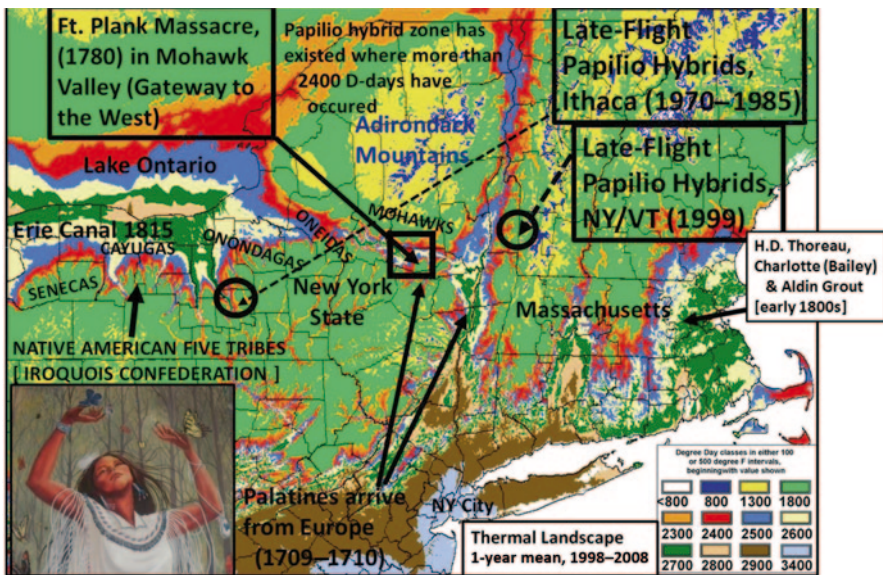 Ft. Plank Massacre,
(1780) in Mohawk
Valley (Gateway to
the West)
Papilio hybrid zone has
existed where more than
2400 D-days have
occured
Late-Flight
Papilio Hybrids,
Ithaca (1970–1985)
Adirondack
Mountains
Late-Flight
Papilio Hybrids,
NY/VT (1999)
Lake Ontario
Erie Canal 1815
SENECAS
CAYUGAS
ONONDAGAS
ONEIDAS
MOHAWKS
H.D. Thoreau,
Charlotte (Bailey)
& Aldin Grout
[early 1800s]
New York
State
Massachusetts
NATIVE AMERICAN FIVE TRIBES
[ IROQUOIS CONFEDERATION ]
Palatines arrive
from Europe
(1709–1710)
NY City
Thermal Landscape
1-year mean, 1998–2008
Degree Day classes in either 100
or 500 degree F intervals,
beginningwith value shown
<800 800 1300 1800
2300 2400 2500 2600
2700 2800 2900 3400